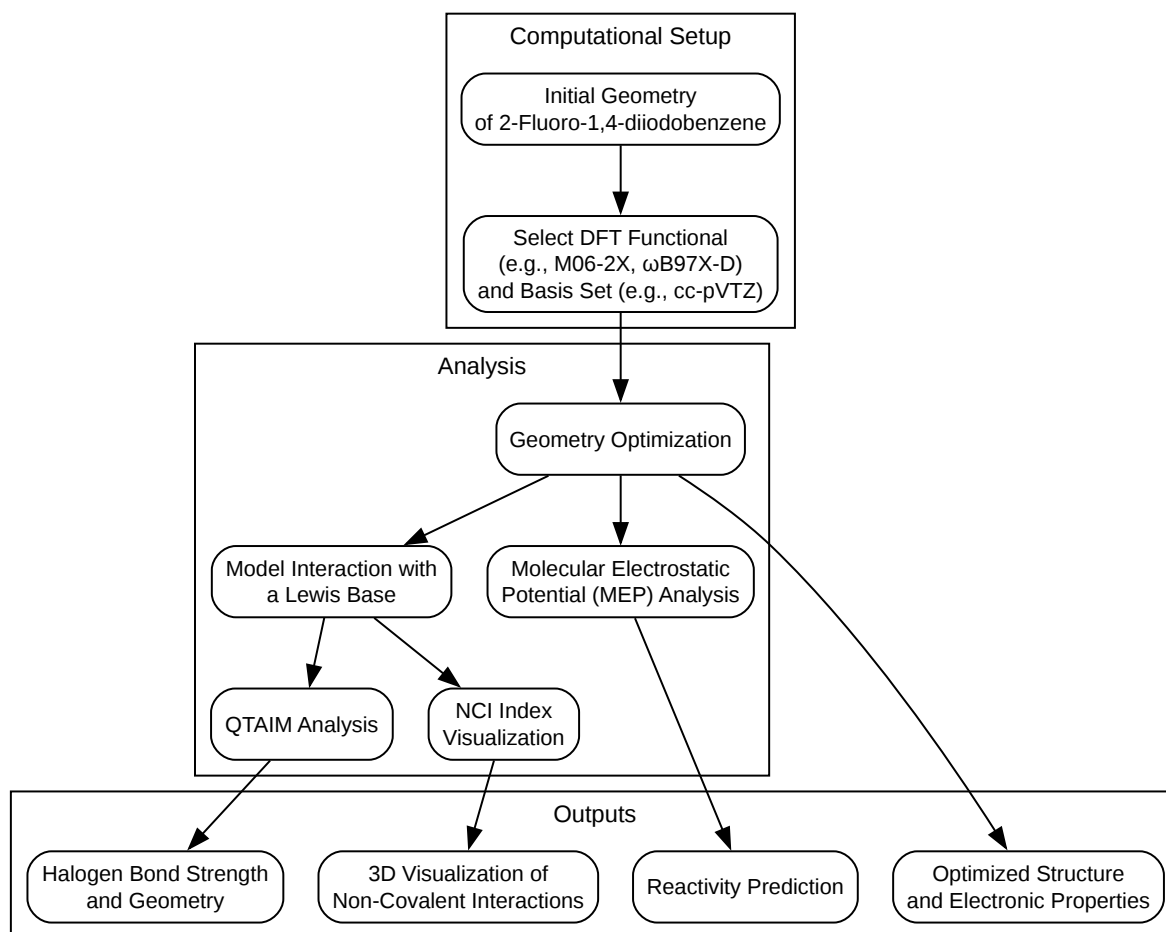 Computational Setup
Initial Geometry
of 2-Fluoro-1,4-diiodobenzene
Select DFT Functional
(e.g., M06-2X, ωB97X-D)
and Basis Set (e.g., cc-pVTZ)
Analysis
Geometry Optimization
Model Interaction with
a Lewis Base
Molecular Electrostatic
Potential (MEP) Analysis
QTAIM Analysis
NCI Index
Visualization
Outputs
Halogen Bond Strength
and Geometry
3D Visualization of
Non-Covalent Interactions
Reactivity Prediction
Optimized Structure
and Electronic Properties